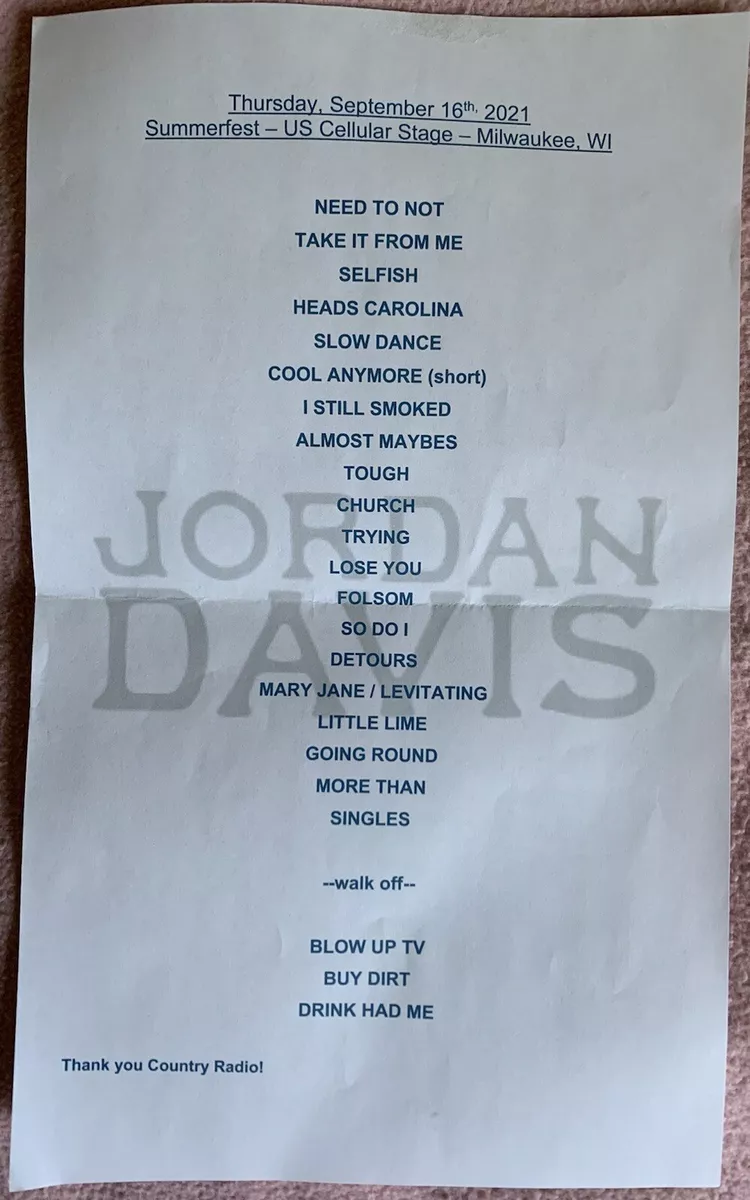 Thursday, September 16th, 2021
Summerfest – US Cellular Stage – Milwaukee, WI
NEED TO NOT
TAKE IT FROM ME
SELFISH
HEADS CAROLINA
SLOW DANCE
COOL ANYMORE (short)
I STILL SMOKED
ALMOST MAYBES
TOUGH
CHURCH
TRYING
LOSE YOU
FOLSOM
SO DO I
DETOURS
MARY JANE / LEVITATING
LITTLE LIME
GOING ROUND
MORE THAN
SINGLES
--walk off--
BLOW UP TV
BUY DIRT
DRINK HAD ME
Thank you Country Radio!
JORDAN
DAVIS